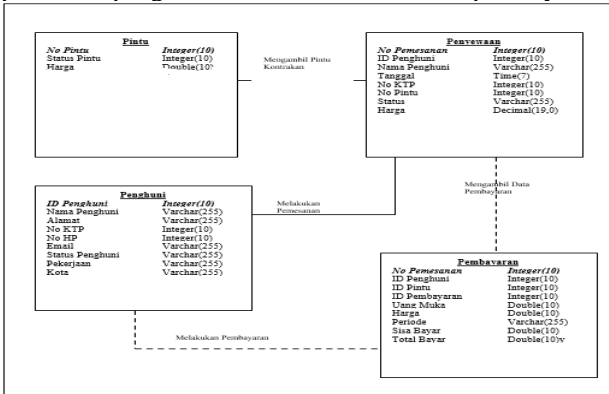 Pintu
No Pintu Integer(10)
Status Pintu Integer(10)
Harga Double(10)
Mengambil Pintu
Kontrakan
Penyewaan
No Pemesanan Integer(10)
ID Penghuni Integer(10)
Nama Penghuni Varchar(255)
Tanggal Time(7)
No KTP Integer(10)
No Pintu Integer(10)
Status Varchar(255)
Harga Decimal(19,0)
Mengambil Data
Pembayaran
Penghuni
ID Penghuni Integer(10)
Nama Penghuni Varchar(255)
Alamat Varchar(255)
No KTP Integer(10)
No HP Integer(10)
Email Varchar(255)
Status Penghuni Varchar(255)
Pekerjaan Varchar(255)
Kota Varchar(255)
Melakukan
Pemesanan
Pembayaran
No Pemesanan Integer(10)
ID Penghuni Integer(10)
ID Pintu Integer(10)
ID Pembayaran Integer(10)
Uang Muka Double(10)
Harga Double(10)
Periode Varchar(255)
Sisa Bayar Double(10)
Total Bayar Double(10)y
Melakukan Pembayaran